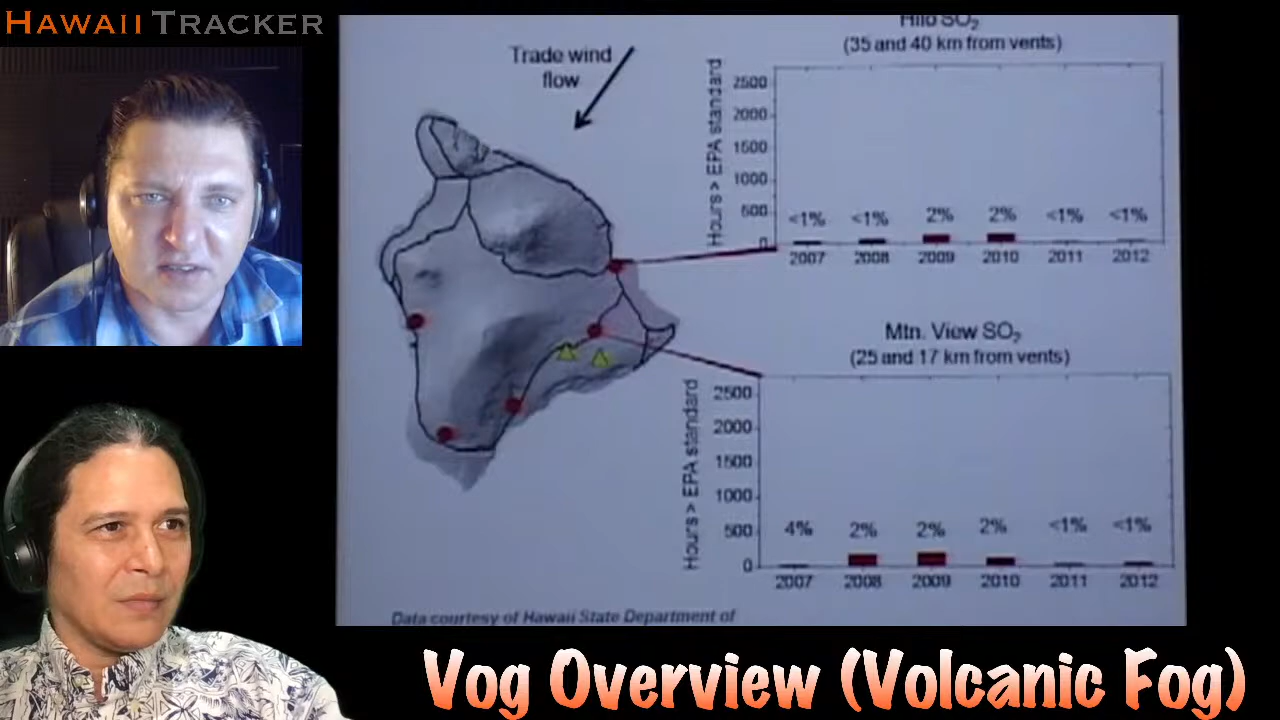 HAWAII TRACKER
Trade wind
flow
Hilo SO2
(35 and 40 km from vents)
Hours > EPA standard
2500
2000
1500
1000
500
0
<1% <1% 2% 2% <1% <1%
2007 2008 2009 2010 2011 2012
Mtn. View SO2
(25 and 17 km from vents)
Hours > EPA standard
2500
2000
1500
1000
500
0
4% 2% 2% 2% <1% <1%
2007 2008 2009 2010 2011 2012
Data courtesy of Hawaii State Department of
Vog Overview (Volcanic Fog)